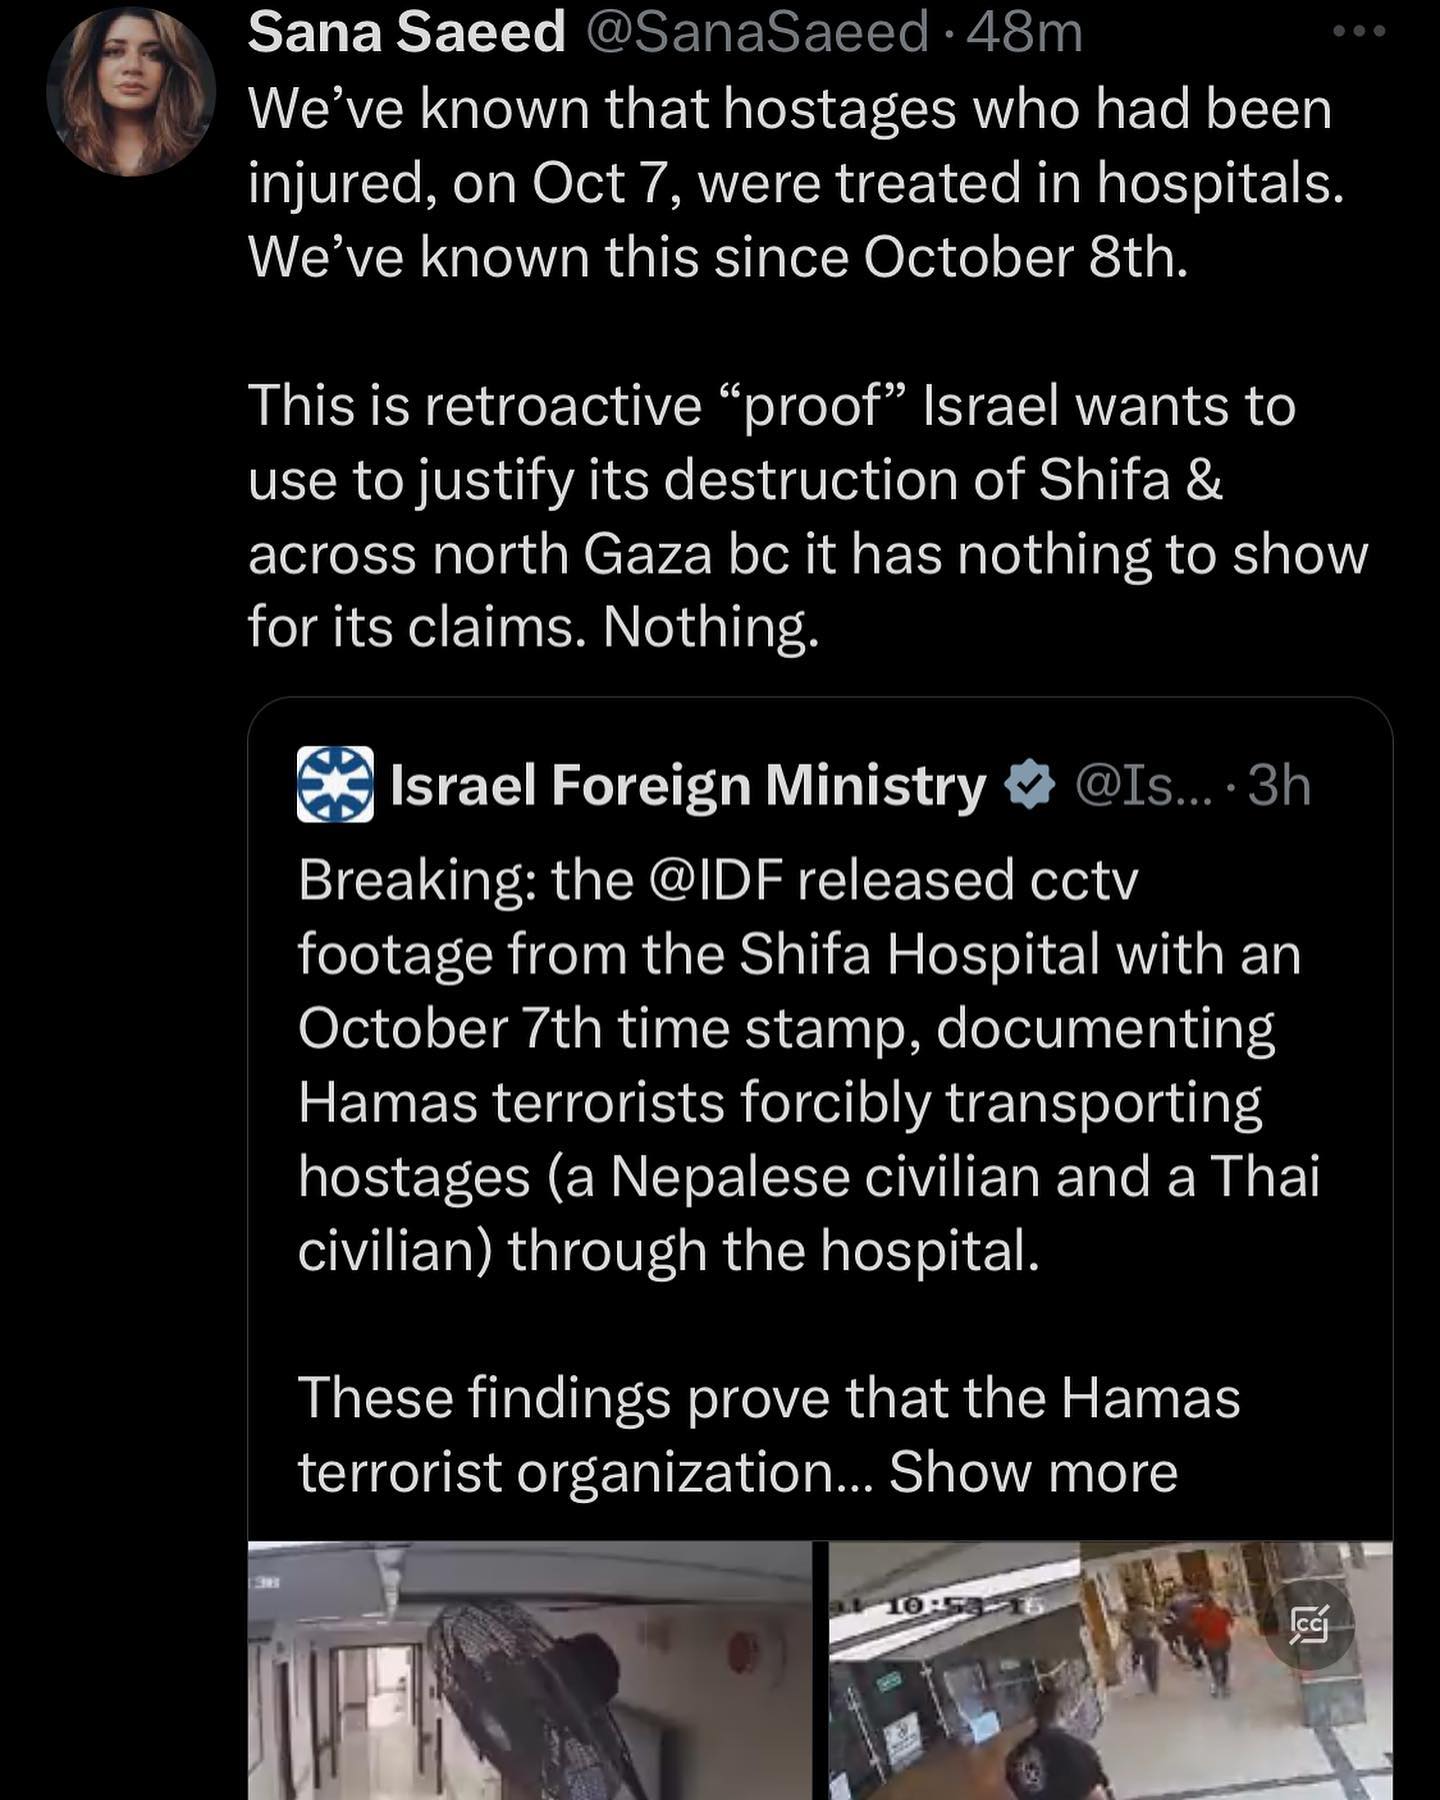 Sana Saeed @SanaSaeed · 48m
We’ve known that hostages who had been
injured, on Oct 7, were treated in hospitals.
We’ve known this since October 8th.
This is retroactive “proof” Israel wants to
use to justify its destruction of Shifa &
across north Gaza bc it has nothing to show
for its claims. Nothing.
Israel Foreign Ministry @Is... · 3h
Breaking: the @IDF released cctv
footage from the Shifa Hospital with an
October 7th time stamp, documenting
Hamas terrorists forcibly transporting
hostages (a Nepalese civilian and a Thai
civilian) through the hospital.
These findings prove that the Hamas
terrorist organization... Show more
10:53
CC